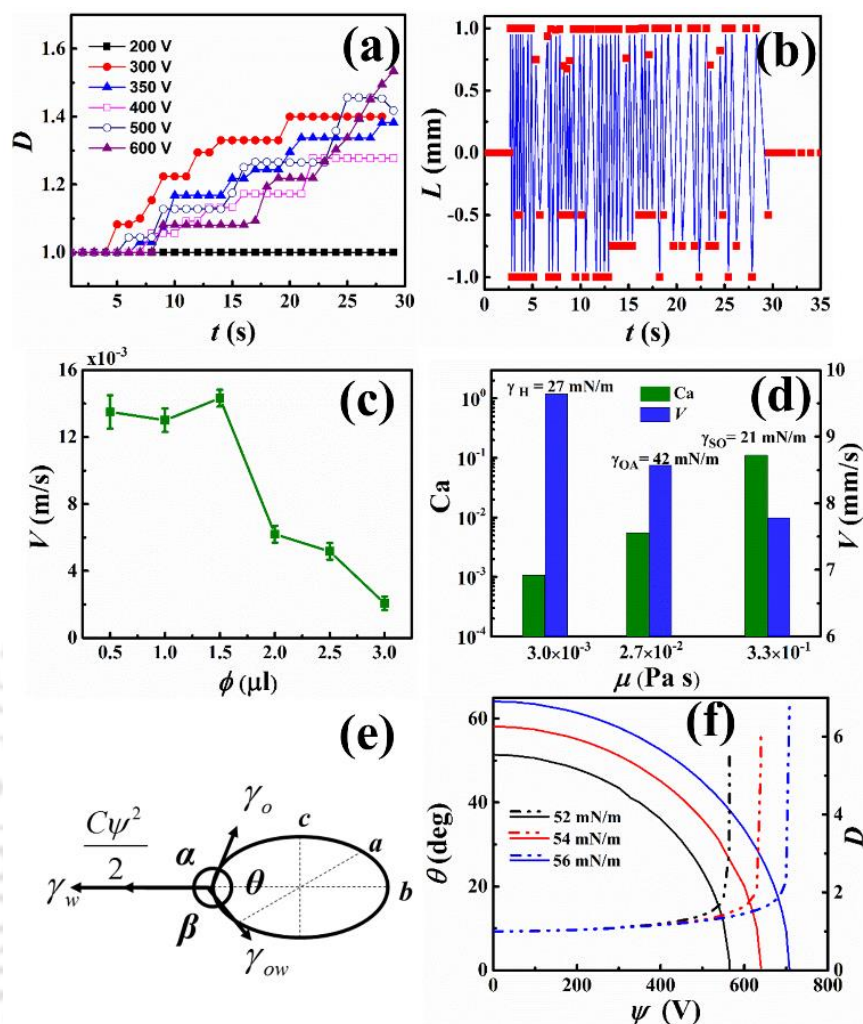 (a)
200 V
300 V
350 V
400 V
500 V
600 V
D
1.6
1.4
1.2
1.0
5 10 15 20 25 30
t (s)
(b)
L (mm)
1.0
0.5
0.0
-0.5
-1.0
0 5 10 15 20 25 30 35
t (s)
(c)
x10⁻³
V (m/s)
16
12
8
4
0
0.5 1.0 1.5 2.0 2.5 3.0
ϕ (µl)
(d)
γ H = 27 mN/m
Ca
V
γSO = 21 mN/m
γOA = 42 mN/m
Ca
10⁰
10⁻¹
10⁻²
10⁻³
10⁻⁴
V (mm/s)
10
9
8
7
6
3.0×10⁻³ 2.7×10⁻² 3.3×10⁻¹
µ (Pa s)
(e)
Cψ²
2
γw
γo
γow
α
β
θ
c
a
b
(f)
θ (deg)
60
40
20
0
52 mN/m
54 mN/m
56 mN/m
D
6
4
2
0
0 200 400 600 800
ψ (V)